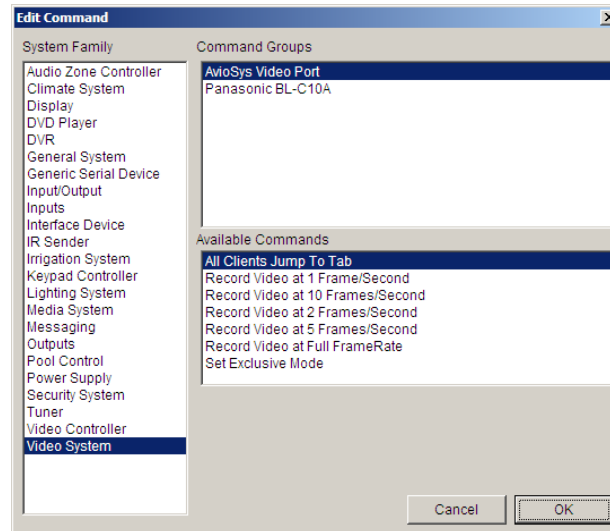 Edit Command
System Family
Audio Zone Controller
Climate System
Display
DVD Player
DVR
General System
Generic Serial Device
Input/Output
Inputs
Interface Device
IR Sender
Irrigation System
Keypad Controller
Lighting System
Media System
Messaging
Outputs
Pool Control
Power Supply
Security System
Tuner
Video Controller
Video System
Command Groups
AvioSys Video Port
Panasonic BL-C10A
Available Commands
All Clients Jump To Tab
Record Video at 1 Frame/Second
Record Video at 10 Frames/Second
Record Video at 2 Frames/Second
Record Video at 5 Frames/Second
Record Video at Full FrameRate
Set Exclusive Mode
Cancel
OK